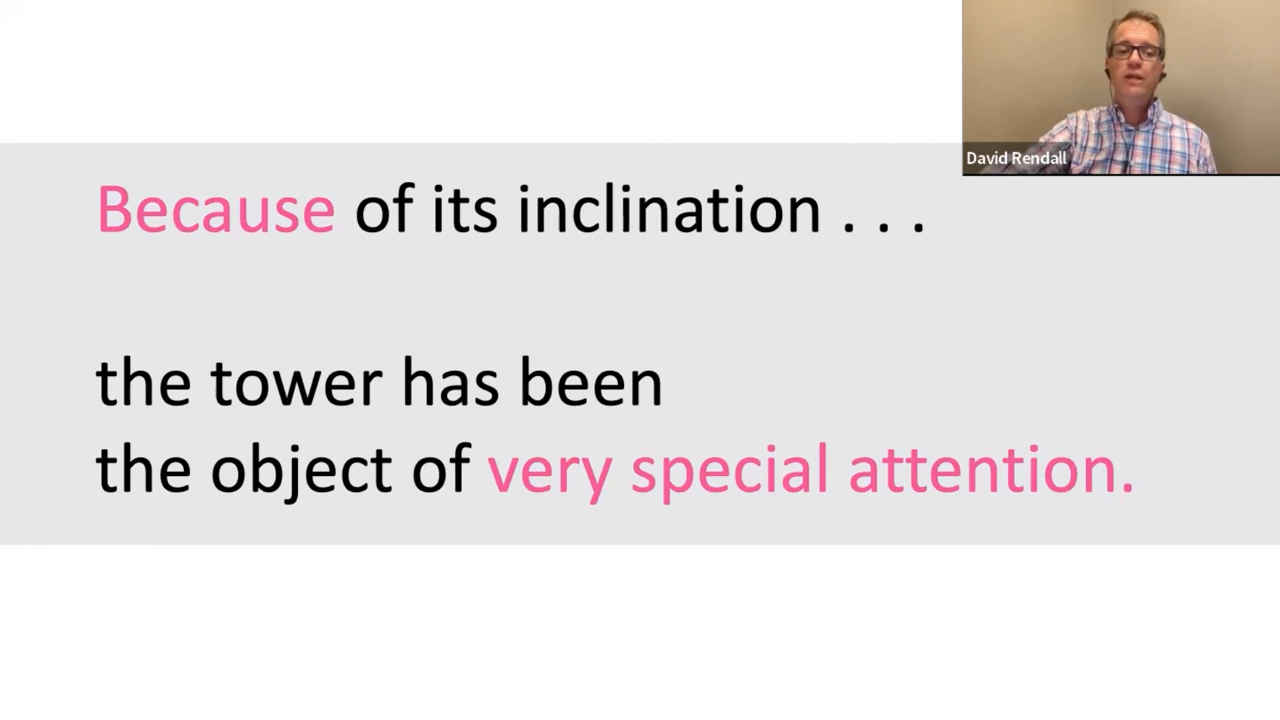 David Rendall
Because of its inclination . . .
the tower has been
the object of very special attention.